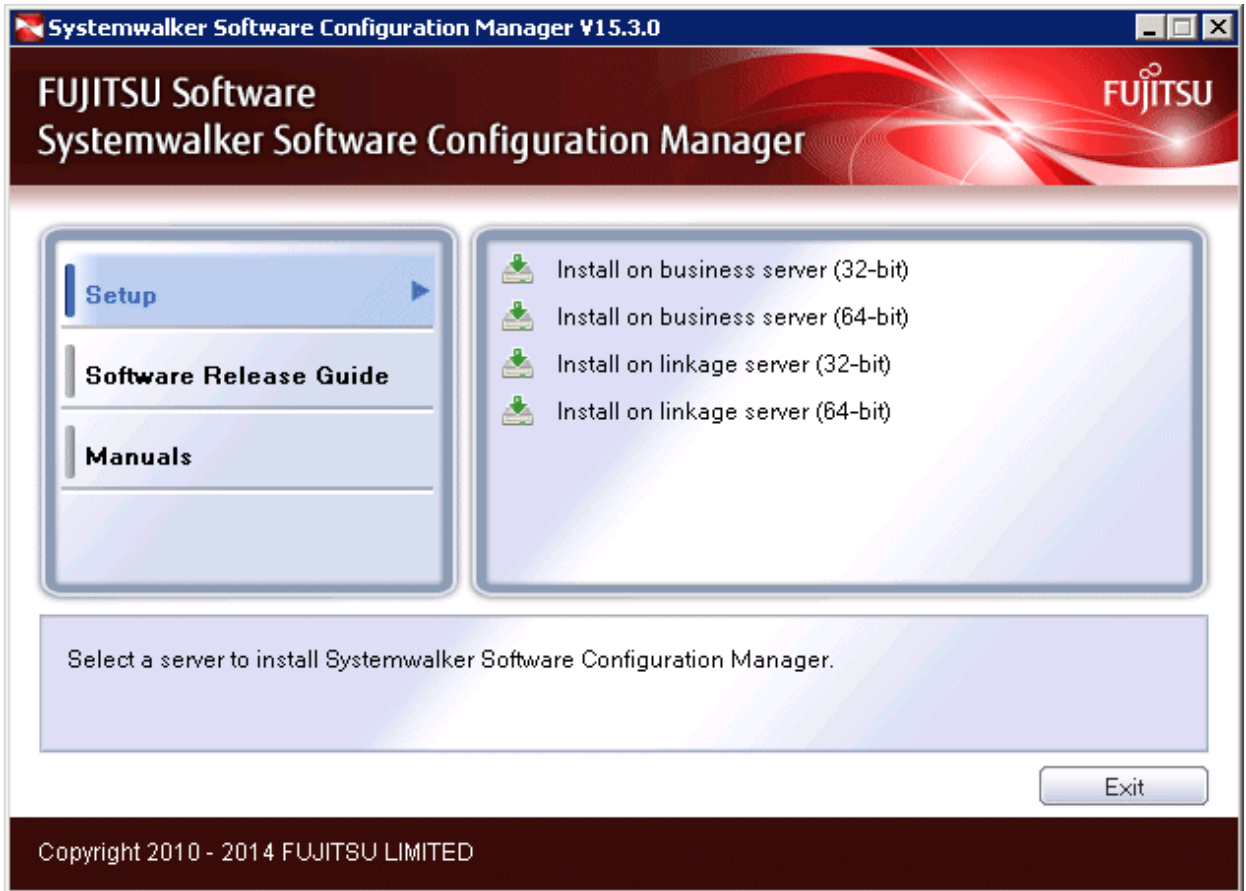 Systemwalker Software Configuration Manager V15.3.0
FUJITSU Software
Systemwalker Software Configuration Manager
FUJITSU
Setup
Software Release Guide
Manuals
Install on business server (32-bit)
Install on business server (64-bit)
Install on linkage server (32-bit)
Install on linkage server (64-bit)
Select a server to install Systemwalker Software Configuration Manager.
Exit
Copyright 2010 - 2014 FUJITSU LIMITED